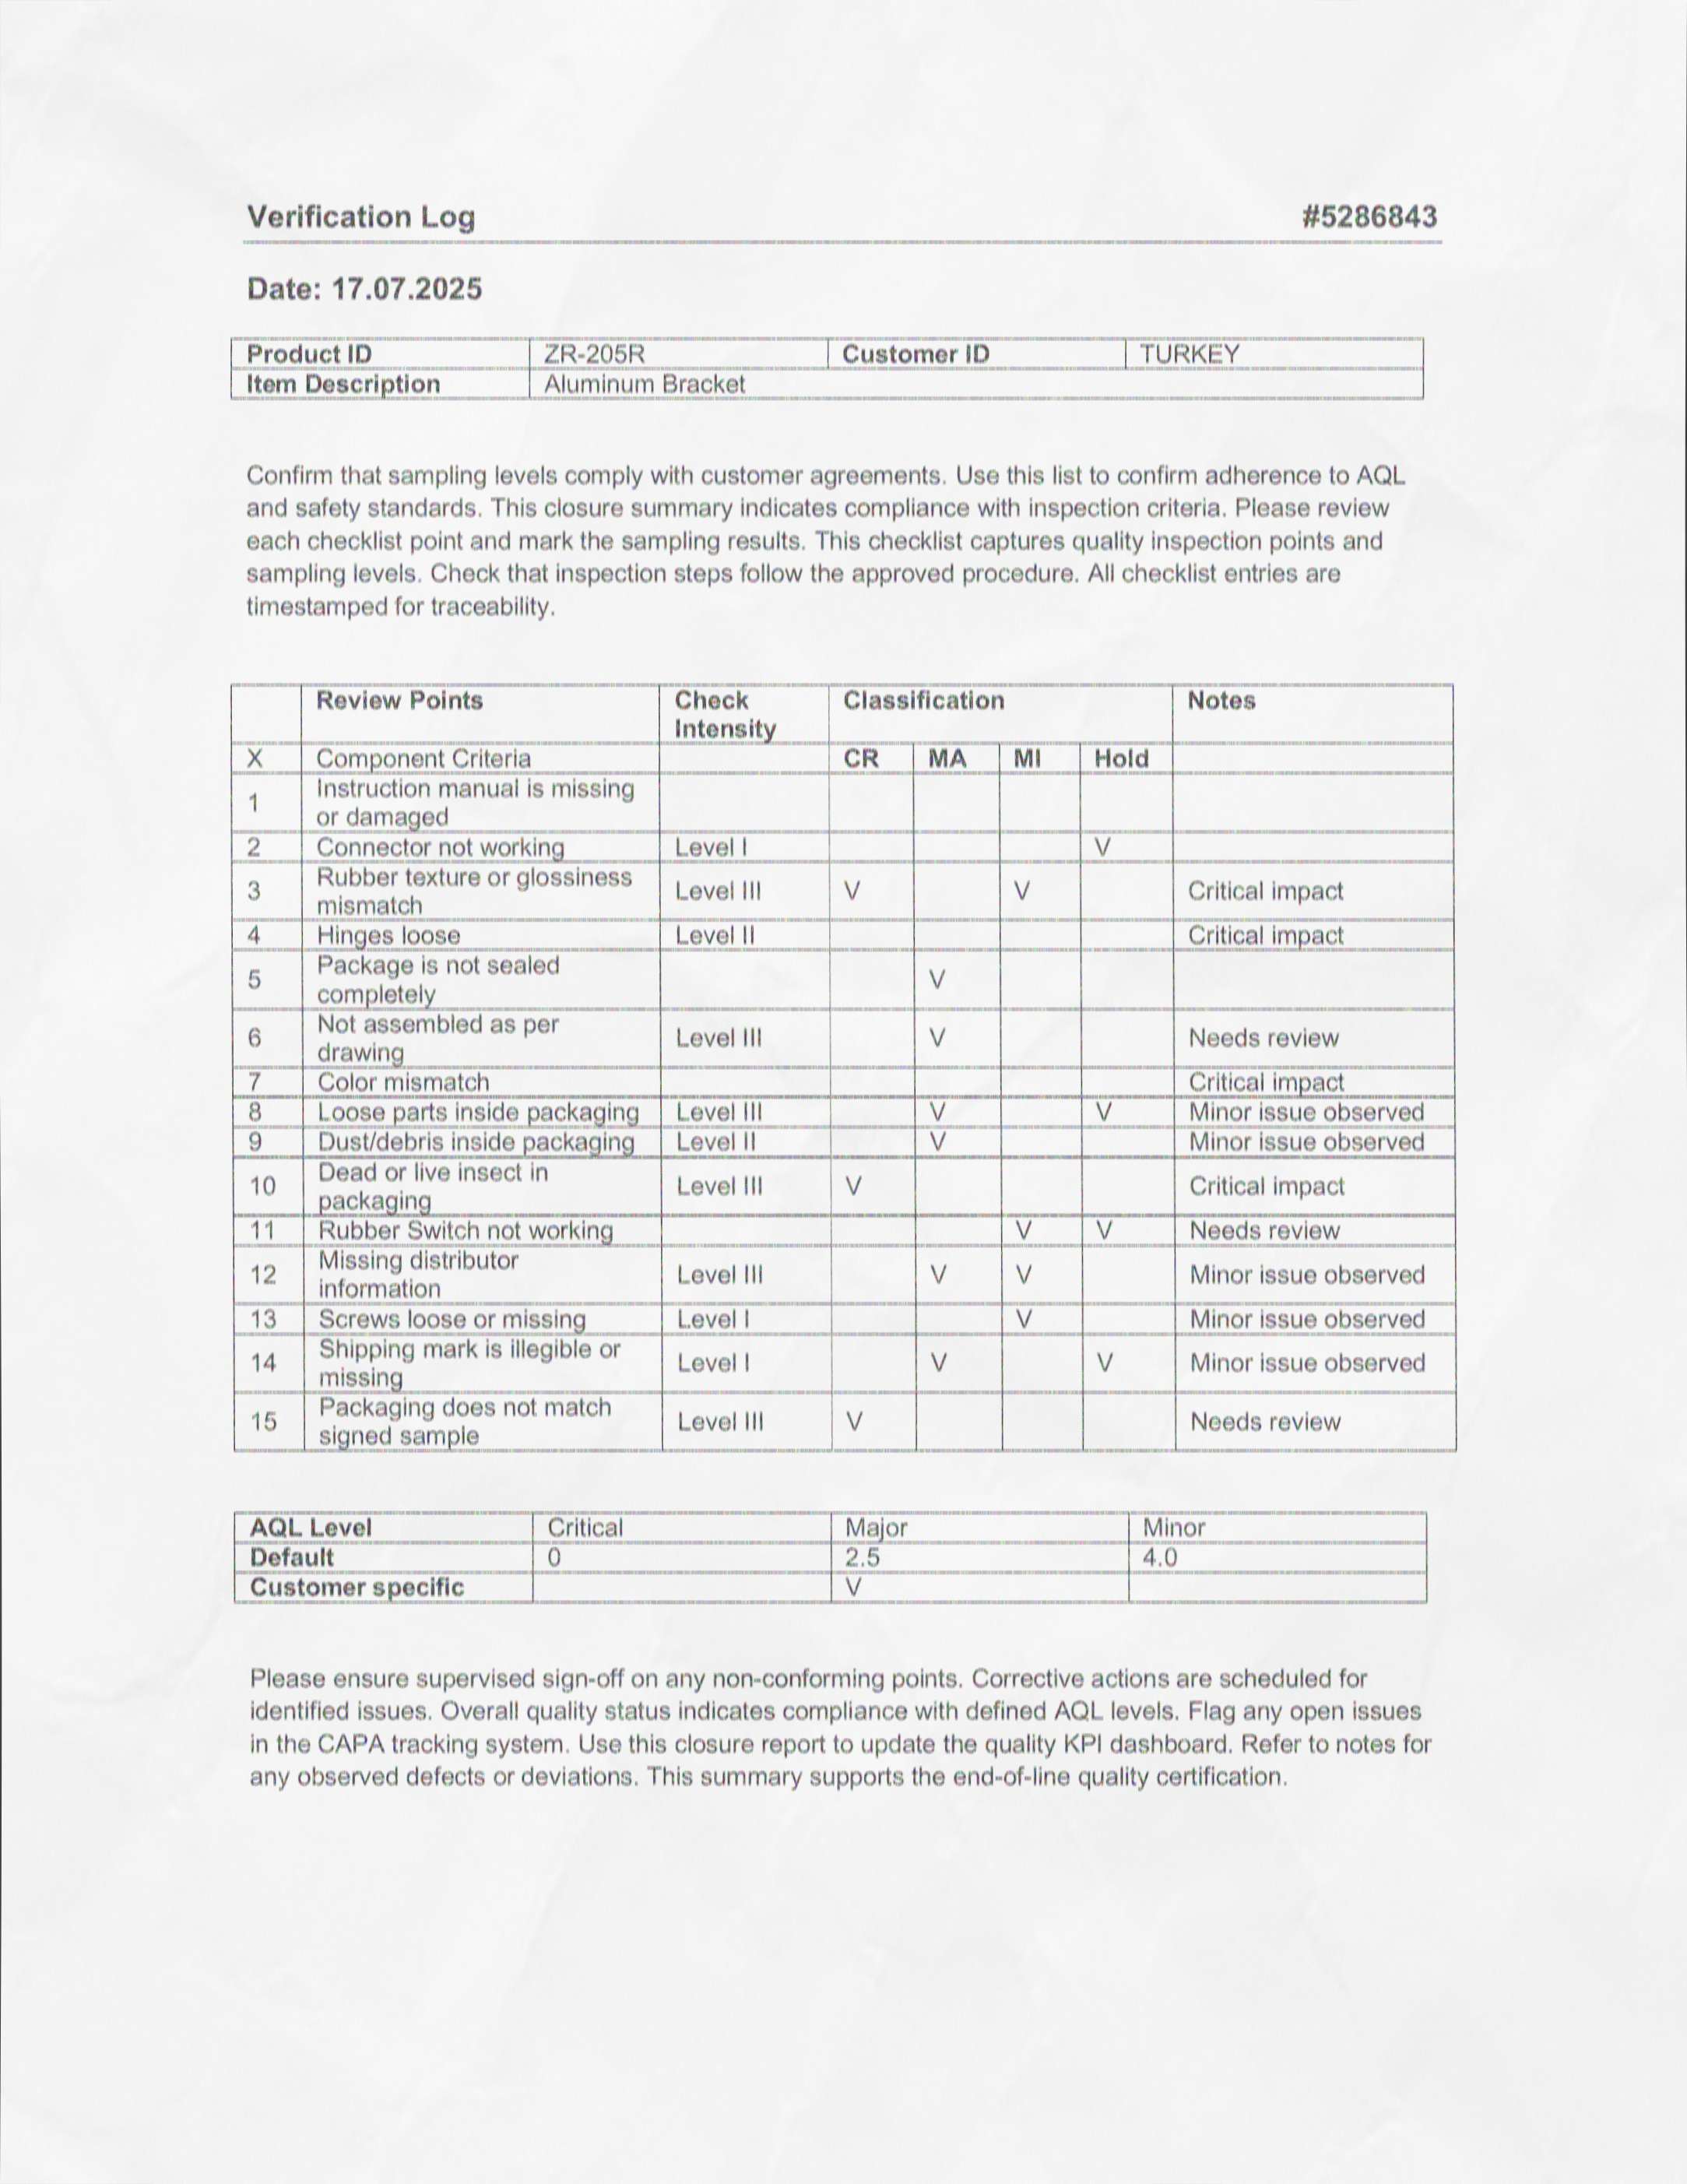 Verification Log #5286843
Date: 17.07.2025
Product ID ZR-205R Customer ID TURKEY
Item Description Aluminum Bracket
Confirm that sampling levels comply with customer agreements. Use this list to confirm adherence to AQL
and safety standards. This closure summary indicates compliance with inspection criteria. Please review
each checklist point and mark the sampling results. This checklist captures quality inspection points and
sampling levels. Check that inspection steps follow the approved procedure. All checklist entries are
timestamped for traceability.
Review Points Check Classification Notes
Intensity
X Component Criteria CR MA MI Hold
1 Instruction manual is missing
or damaged
2 Connector not working Level I V
3 Rubber texture or glossiness Level III V V Critical impact
mismatch
4 Hinges loose Level II Critical impact
5 Package is not sealed V
completely
6 Not assembled as per Level III V Needs review
drawing
7 Color mismatch Critical impact
8 Loose parts inside packaging Level III V V Minor issue observed
9 Dust/debris inside packaging Level II V Minor issue observed
10 Dead or live insect in Level III V Critical impact
packaging
11 Rubber Switch not working V V Needs review
12 Missing distributor Level III V V Minor issue observed
information
13 Screws loose or missing Level I V Minor issue observed
14 Shipping mark is illegible or Level I V V Minor issue observed
missing
15 Packaging does not match Level III V Needs review
signed sample
AQL Level Critical Major Minor
Default 0 2.5 4.0
Customer specific V
Please ensure supervised sign-off on any non-conforming points. Corrective actions are scheduled for
identified issues. Overall quality status indicates compliance with defined AQL levels. Flag any open issues
in the CAPA tracking system. Use this closure report to update the quality KPI dashboard. Refer to notes for
any observed defects or deviations. This summary supports the end-of-line quality certification.